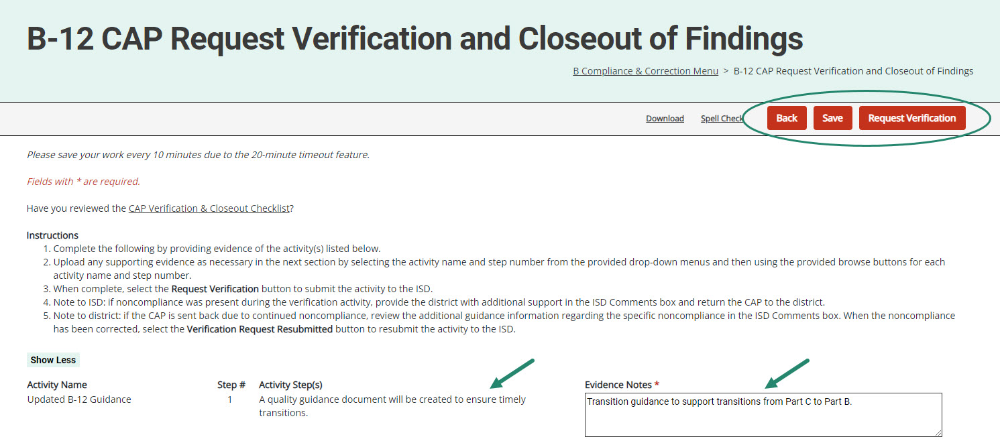 B-12 CAP Request Verification and Closeout of Findings
B Compliance & Correction Menu > B-12 CAP Request Verification and Closeout of Findings
Download Spell Check Back Save Request Verification
Please save your work every 10 minutes due to the 20-minute timeout feature.
Fields with * are required.
Have you reviewed the CAP Verification & Closeout Checklist?
Instructions
1. Complete the following by providing evidence of the activity(s) listed below.
2. Upload any supporting evidence as necessary in the next section by selecting the activity name and step number from the provided drop-down menus and then using the provided browse buttons for each
activity name and step number.
3. When complete, select the Request Verification button to submit the activity to the ISD.
4. Note to ISD: if noncompliance was present during the verification activity, provide the district with additional support in the ISD Comments box and return the CAP to the district.
5. Note to district: if the CAP is sent back due to continued noncompliance, review the additional guidance information regarding the specific noncompliance in the ISD Comments box. When the noncompliance
has been corrected, select the Verification Request Resubmitted button to resubmit the activity to the ISD.
Show Less
Activity Name Step # Activity Step(s) Evidence Notes *
Updated B-12 Guidance 1 A quality guidance document will be created to ensure timely Transition guidance to support transitions from Part C to Part B.
transitions.